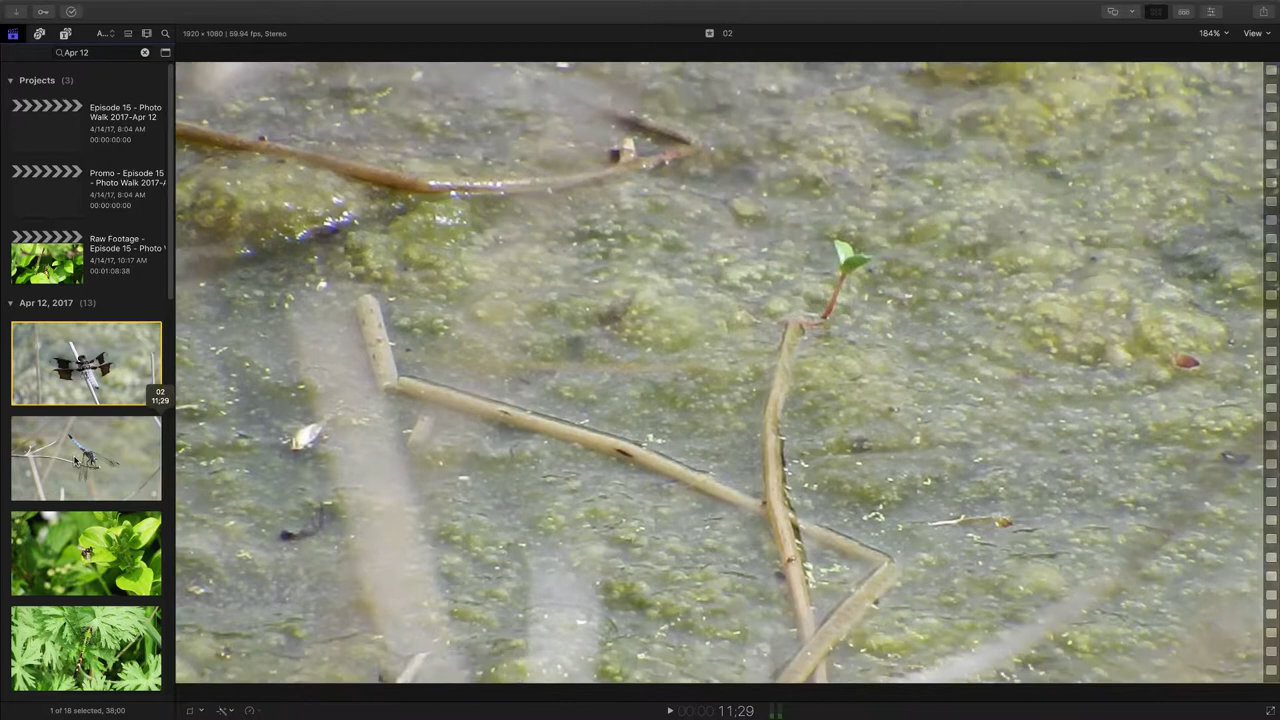 A...
1920 × 1080 | 59.94 fps, Stereo
02
184%
View
Apr 12
Projects (3)
Episode 15 - Photo
Walk 2017-Apr 12
4/14/17, 8:04 AM
00:00:00:00
Promo - Episode 15
- Photo Walk 2017-
4/14/17, 8:04 AM
00:00:00:00
Raw Footage -
Episode 15 - Photo
4/14/17, 10:17 AM
00:01:08:38
Apr 12, 2017 (13)
02
11;29
1 of 18 selected, 38;00
00:00:11;29